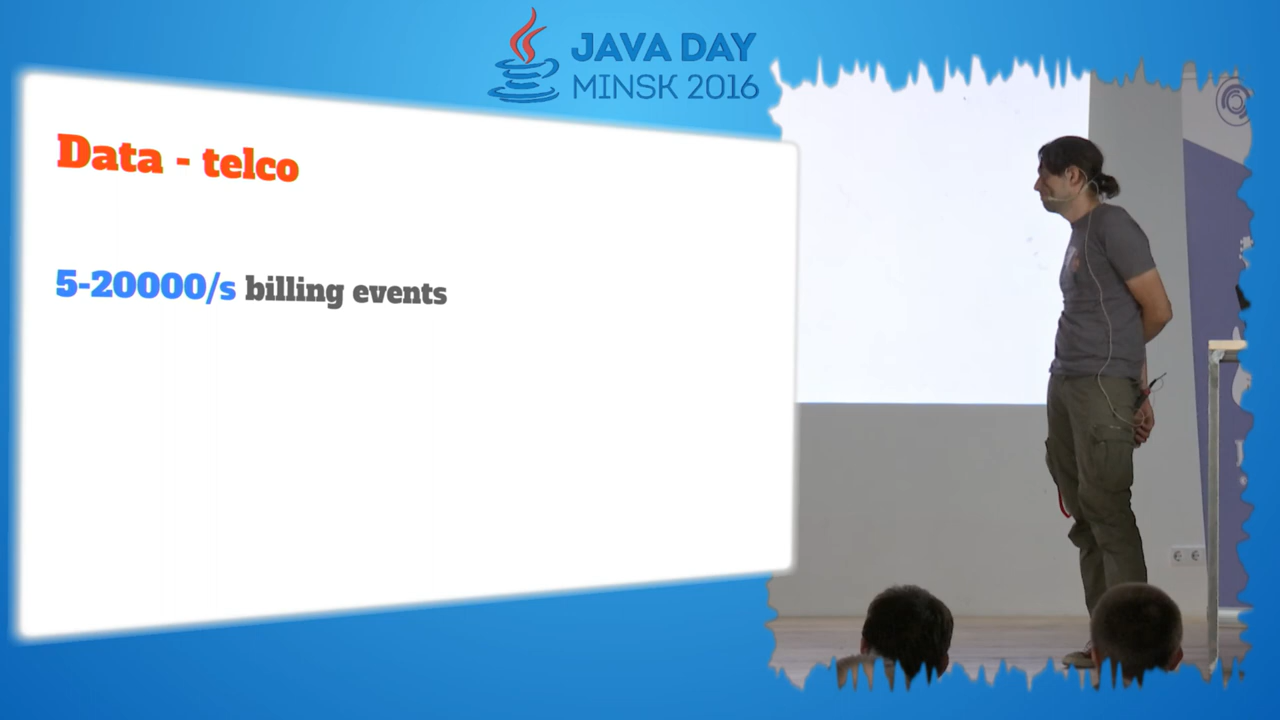 JAVA DAY
MINSK 2016
Data - telco
5-20000/s billing events